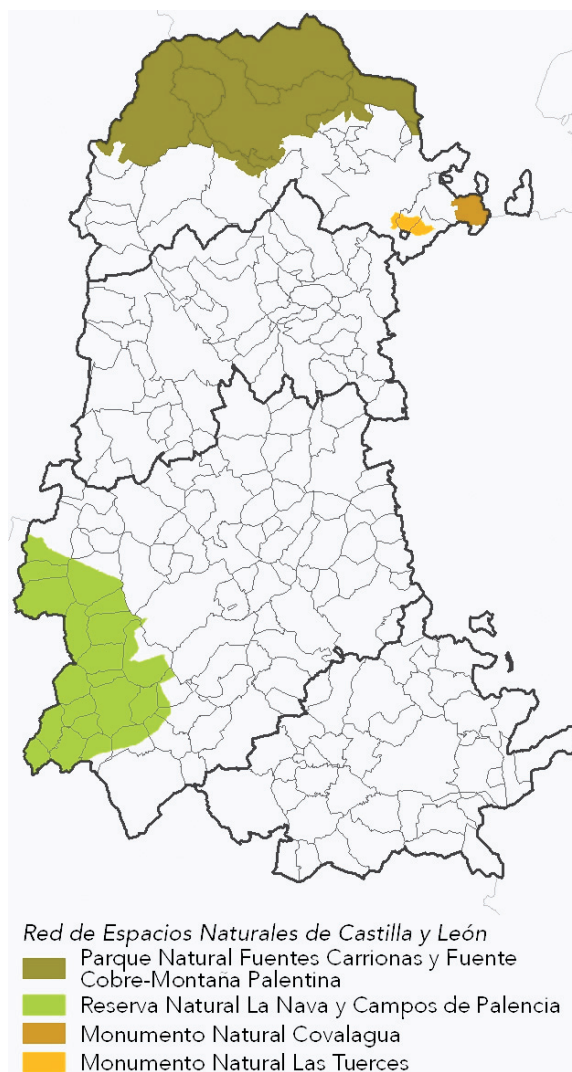 Red de Espacios Naturales de Castilla y León
Parque Natural Fuentes Carrionas y Fuente
Cobre-Montaña Palentina
Reserva Natural La Nava y Campos de Palencia
Monumento Natural Covalagua
Monumento Natural Las Tuerces